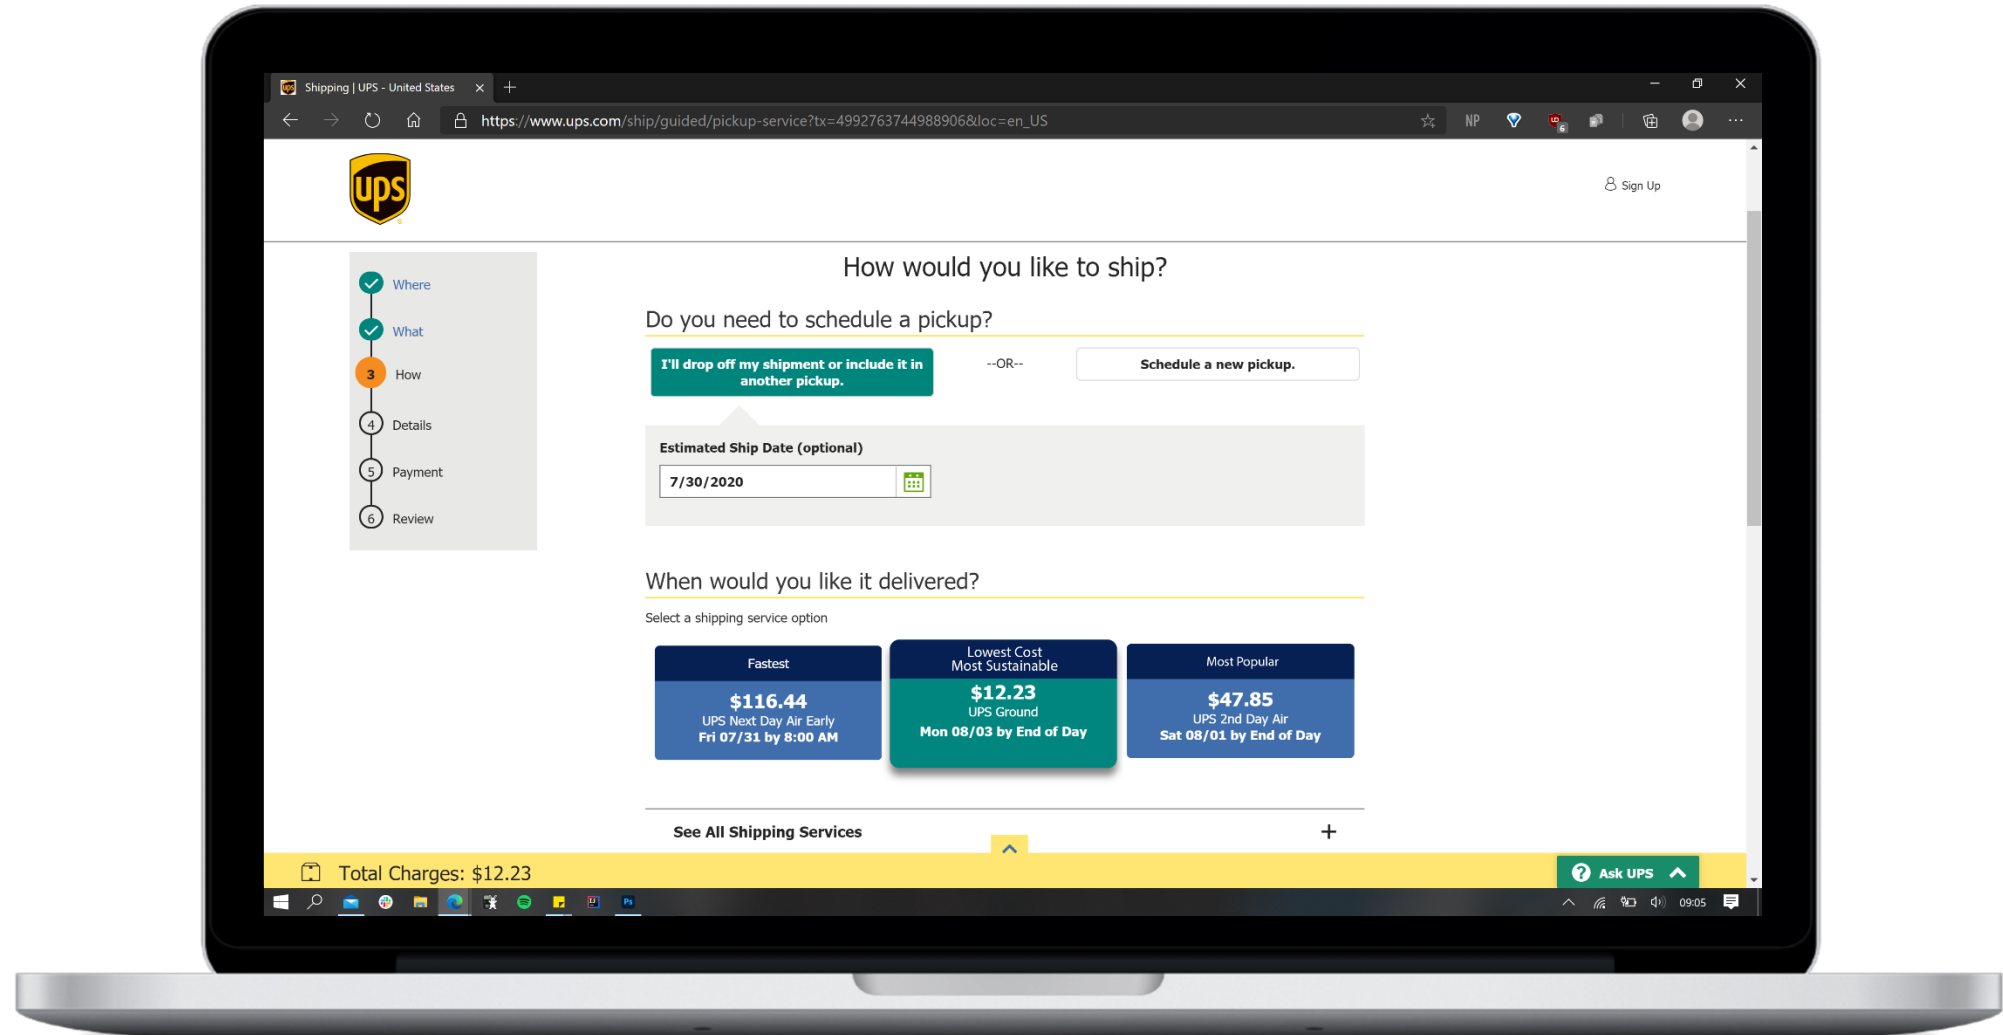 Shipping | UPS - United States
https://www.ups.com/ship/guided/pickup-service?tx=4992763744988906&loc=en_US
NP
6
ups
Sign Up
Where
What
3 How
4 Details
5 Payment
6 Review
How would you like to ship?
Do you need to schedule a pickup?
I'll drop off my shipment or include it in
another pickup.
--OR--
Schedule a new pickup.
Estimated Ship Date (optional)
7/30/2020
When would you like it delivered?
Select a shipping service option
Fastest
$116.44
UPS Next Day Air Early
Fri 07/31 by 8:00 AM
Lowest Cost
Most Sustainable
$12.23
UPS Ground
Mon 08/03 by End of Day
Most Popular
$47.85
UPS 2nd Day Air
Sat 08/01 by End of Day
See All Shipping Services
Total Charges: $12.23
? Ask UPS
Ps
09:05